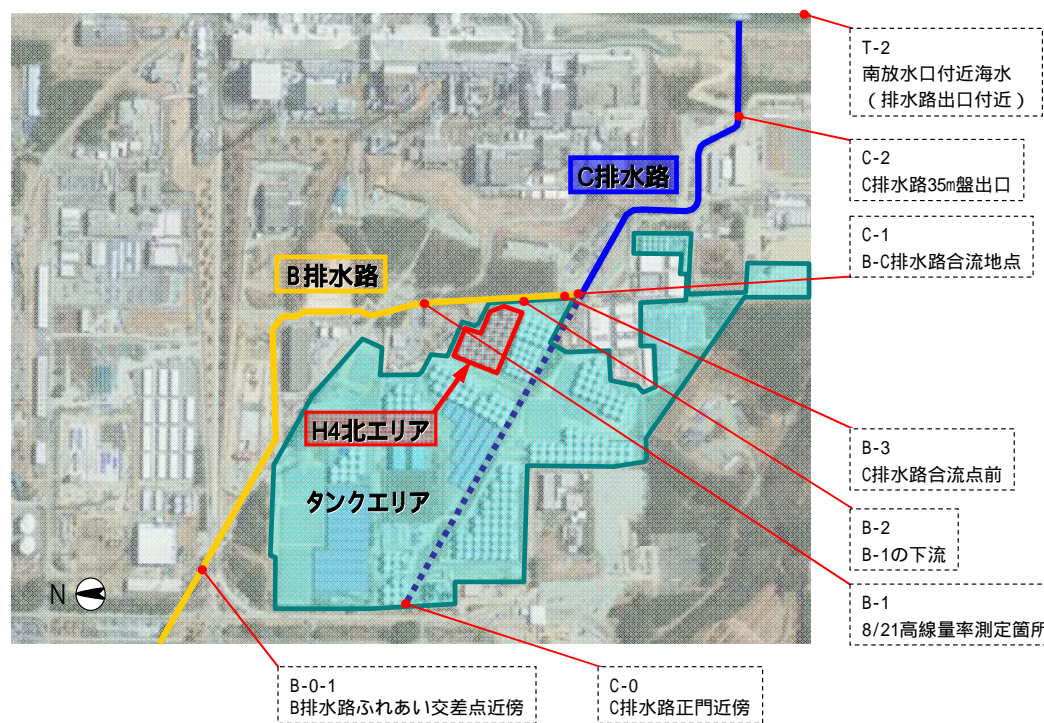 T-2
南放水口付近海水
（排水路出口付近）
C-2
C排水路35m盤出口
C-1
B-C排水路合流地点
C排水路
B排水路
H4北エリア
タンクエリア
B-3
C排水路合流点前
B-2
B-1の下流
B-1
8/21高線量率測定箇所
N
B-0-1
B排水路ふれあい交差点近傍
C-0
C排水路正門近傍